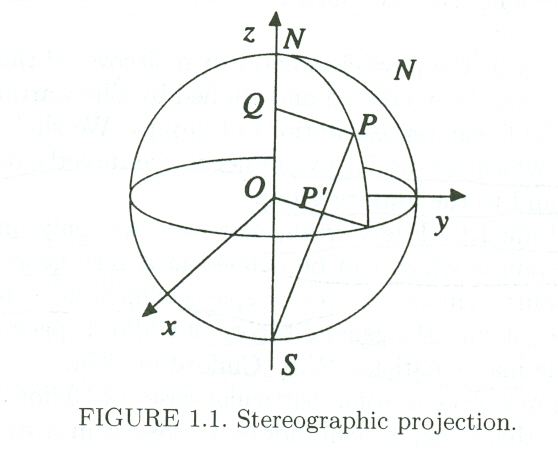 z N
N
Q
P
O
P'
y
x
S
FIGURE 1.1. Stereographic projection.